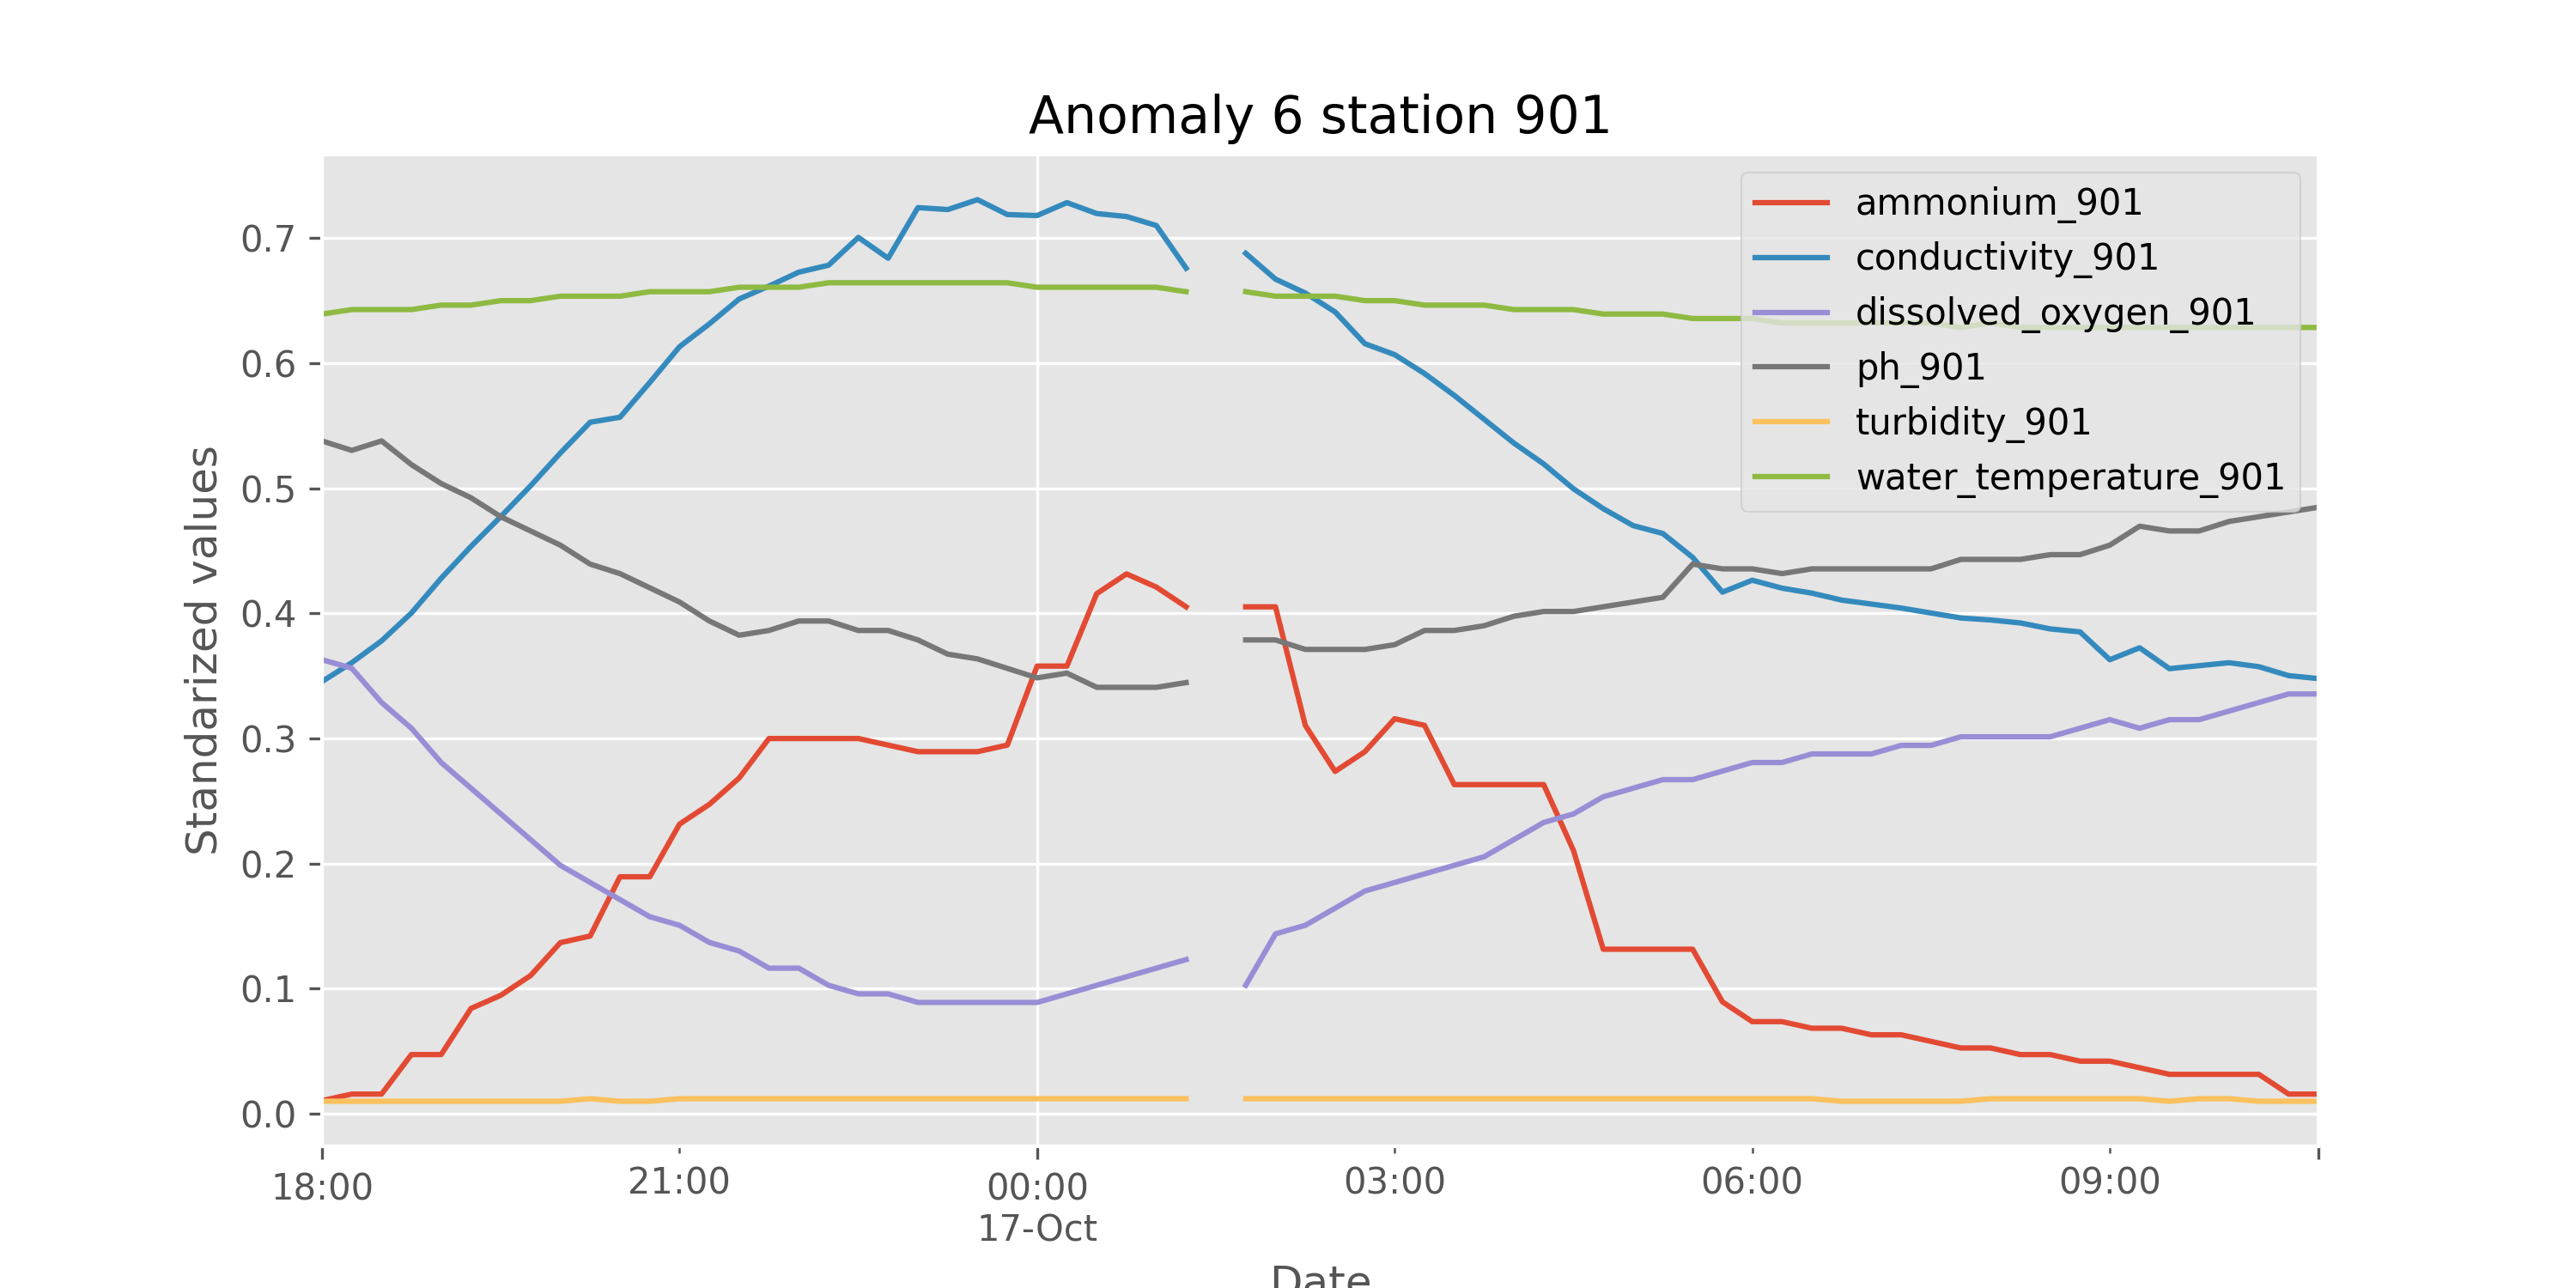 Anomaly 6 station 901
ammonium_901
conductivity_901
dissolved_oxygen_901
ph_901
turbidity_901
water_temperature_901
Standarized values
0.7
0.6
0.5
0.4
0.3
0.2
0.1
0.0
18:00 21:00 00:00 03:00 06:00 09:00
17-Oct
Date